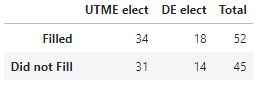 UTME elect DE elect Total
Filled 34 18 52
Did not Fill 31 14 45